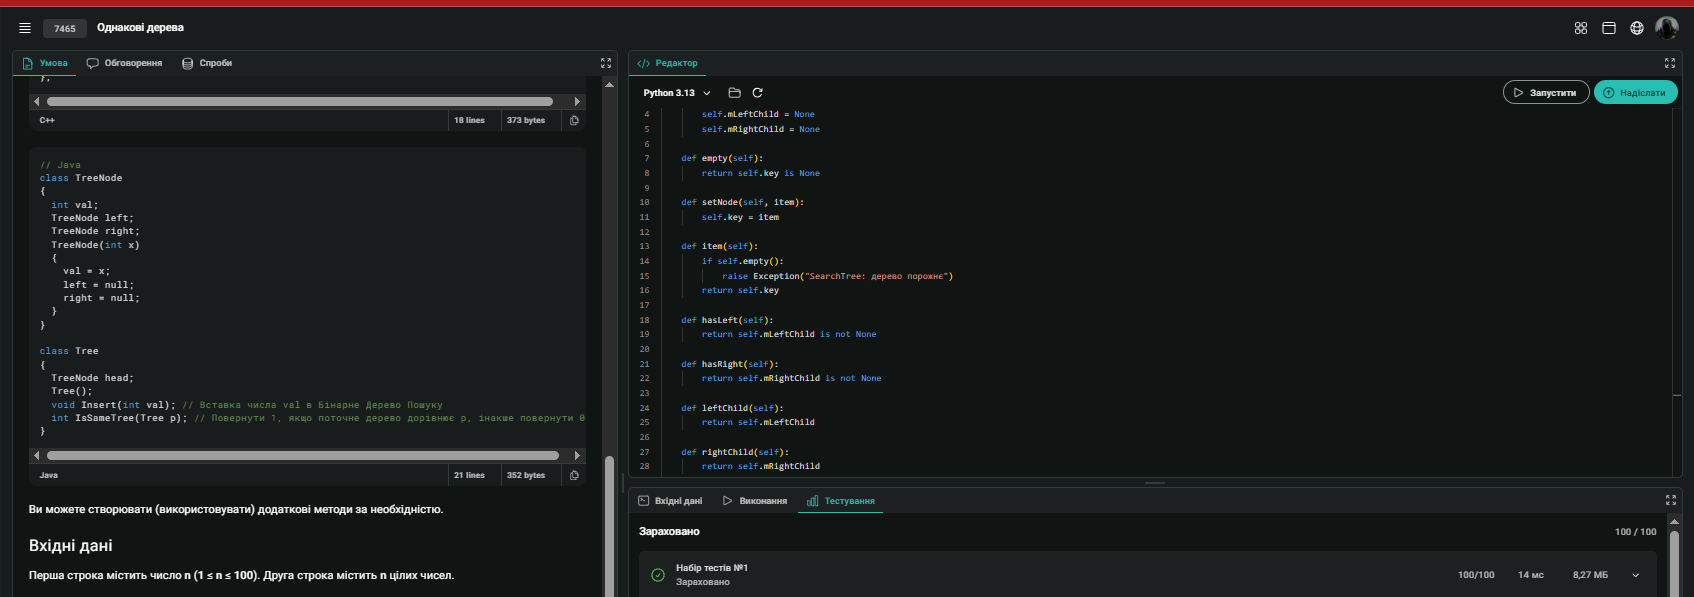 7465 Однакові дерева
Умова Обговорення Спроби
};
C++ 18 lines 373 bytes
// Java
class TreeNode
{
int val;
TreeNode left;
TreeNode right;
TreeNode(int x)
{
val = x;
left = null;
right = null;
}
}
class Tree
{
TreeNode head;
Tree();
void Insert(int val); // Вставка числа val в Бінарне Дерево Пошуку
int IsSameTree(Tree p); // Повернути 1, якщо поточне дерево дорівнює p, інакше повернути 0
}
Java 21 lines 352 bytes
Ви можете створювати (використовувати) додаткові методи за необхідністю.
Вхідні дані
Перша строка містить число n (1 ≤ n ≤ 100). Друга строка містить n цілих чисел.
</> Редактор
Python 3.13 Запустити Надіслати
4 self.mLeftChild = None
5 self.mRightChild = None
6
7 def empty(self):
8 return self.key is None
9
10 def setNode(self, item):
11 self.key = item
12
13 def item(self):
14 if self.empty():
15 raise Exception("SearchTree: дерево порожнє")
16 return self.key
17
18 def hasLeft(self):
19 return self.mLeftChild is not None
20
21 def hasRight(self):
22 return self.mRightChild is not None
23
24 def leftChild(self):
25 return self.mLeftChild
26
27 def rightChild(self):
28 return self.mRightChild
Вхідні дані Виконання Тестування
Зараховано 100 / 100
Набір тестів №1
Зараховано
100/100 14 мс 8,27 МБ